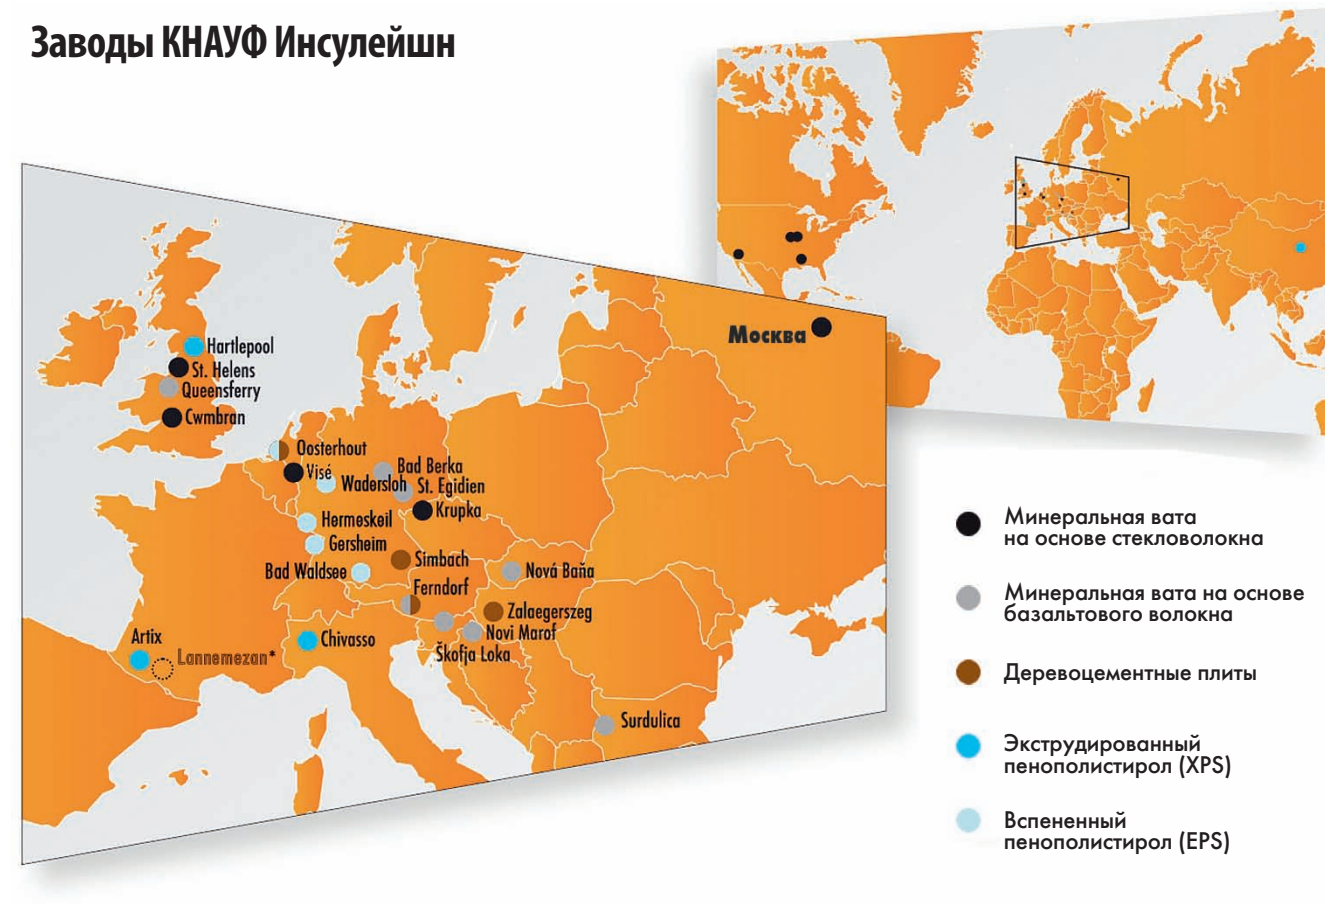 Заводы КНАУФ Инсулейшн
Москва
Hartlepool
St. Helens
Queensferry
Cwmbran
Oosterhout
Visé
Bad Berka
Wadersloh
St. Egidien
Krupka
Hermeskeil
Gersheim
Simbach
Bad Waldsee
Nová Baňa
Ferndorf
Zalaegerszeg
Novi Marof
Artix
Chivasso
Lannemezan*
Škofja Loka
Surdulica
Минеральная вата
на основе стекловолокна
Минеральная вата на основе
базальтового волокна
Деревоцементные плиты
Экструдированный
пенополистирол (XPS)
Вспененный
пенополистирол (EPS)